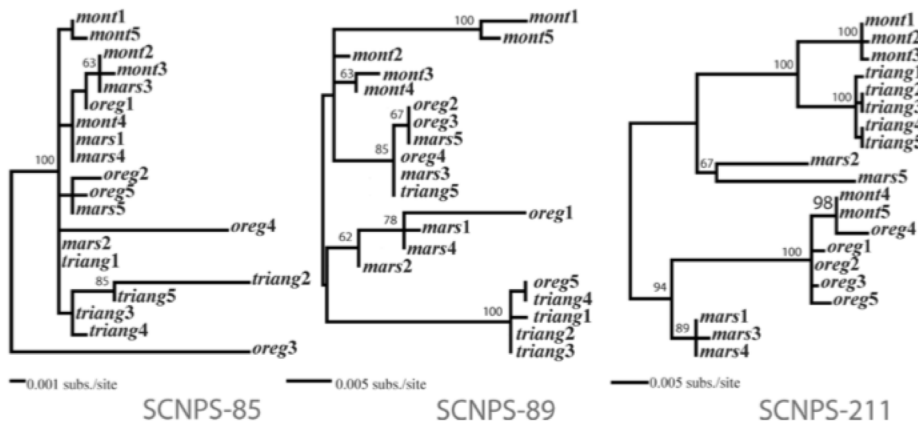 mont1
mont5
mont2
63
mont3
mars3
oreg1
mont4
mars1
mars4
100
oreg2
oreg5
mars5
oreg4
mars2
triang1
triang2
85
triang5
triang3
triang4
oreg3
0.001 subs./site
SCNPS-85
mont1
100
mont5
mont2
63
mont3
mont4
oreg2
67
oreg3
mars5
85
oreg4
mars3
triang5
oreg1
78
mars1
62
mars4
mars2
oreg5
triang4
100
triang1
triang2
triang3
0.005 subs./site
SCNPS-89
mont1
100
mont2
mont3
100
triang1
triang2
100
triang3
triang4
triang5
mars2
67
mars5
mont4
98
mont5
oreg4
100
oreg1
oreg2
oreg3
oreg5
94
mars1
89
mars3
mars4
0.005 subs./site
SCNPS-211